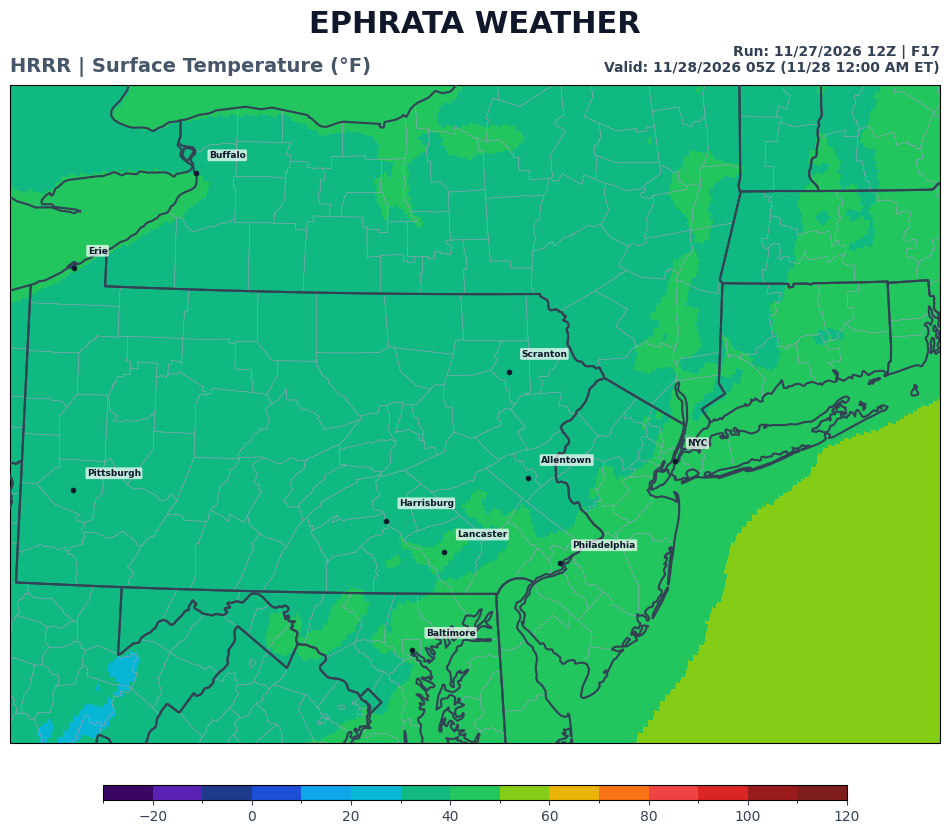 EPHRATA WEATHER
HRRR | Surface Temperature (°F)
Run: 11/27/2026 12Z | F17
Valid: 11/28/2026 05Z (11/28 12:00 AM ET)
Buffalo
Erie
Scranton
NYC
Allentown
Pittsburgh
Harrisburg
Lancaster
Philadelphia
Baltimore
−20 0 20 40 60 80 100 120